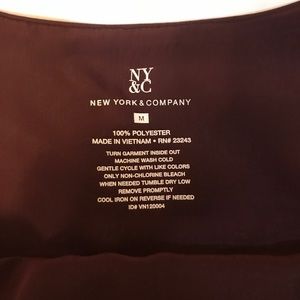 NY
&C
NEW YORK & COMPANY
M
100% POLYESTER
MADE IN VIETNAM • RN# 23243
TURN GARMENT INSIDE OUT
MACHINE WASH COLD
GENTLE CYCLE WITH LIKE COLORS
ONLY NON-CHLORINE BLEACH
WHEN NEEDED TUMBLE DRY LOW
REMOVE PROMPTLY
COOL IRON ON REVERSE IF NEEDED
ID# VN120004